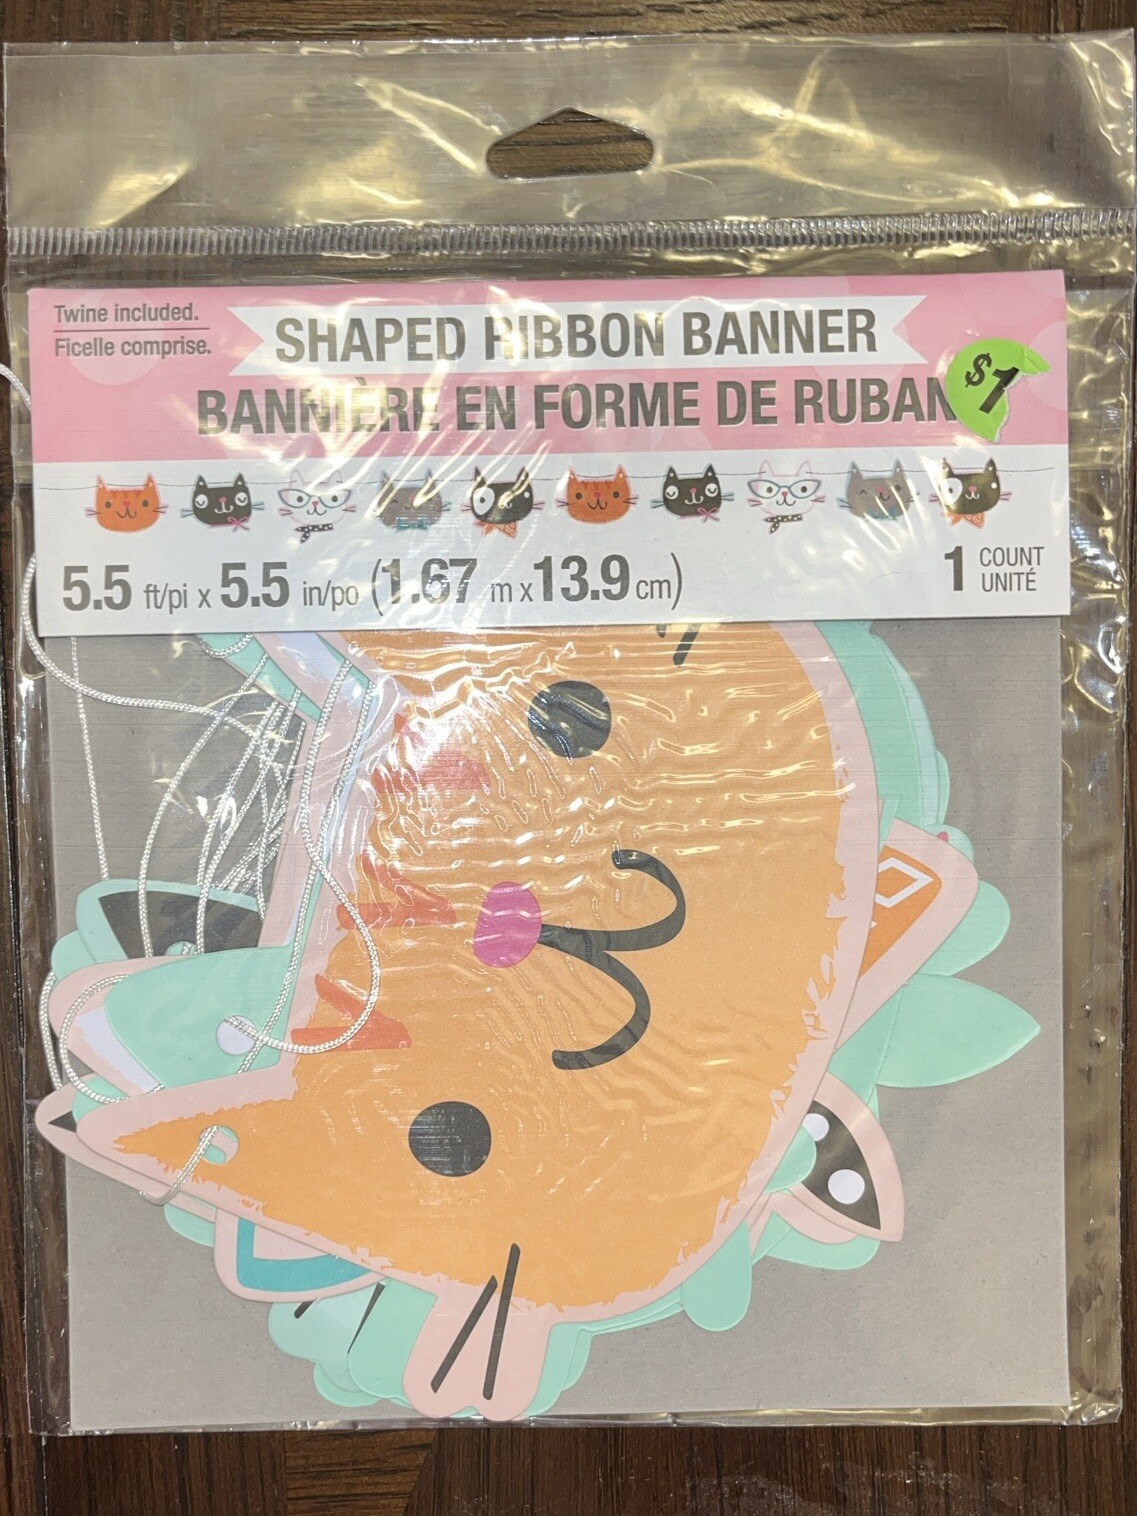 Twine included.
Ficelle comprise.
SHAPED RIBBON BANNER
BANNIÈRE EN FORME DE RUBAN
$1
5.5 ft/pi x 5.5 in/po (1.67 m x 13.9 cm)
1 COUNT
UNITÉ